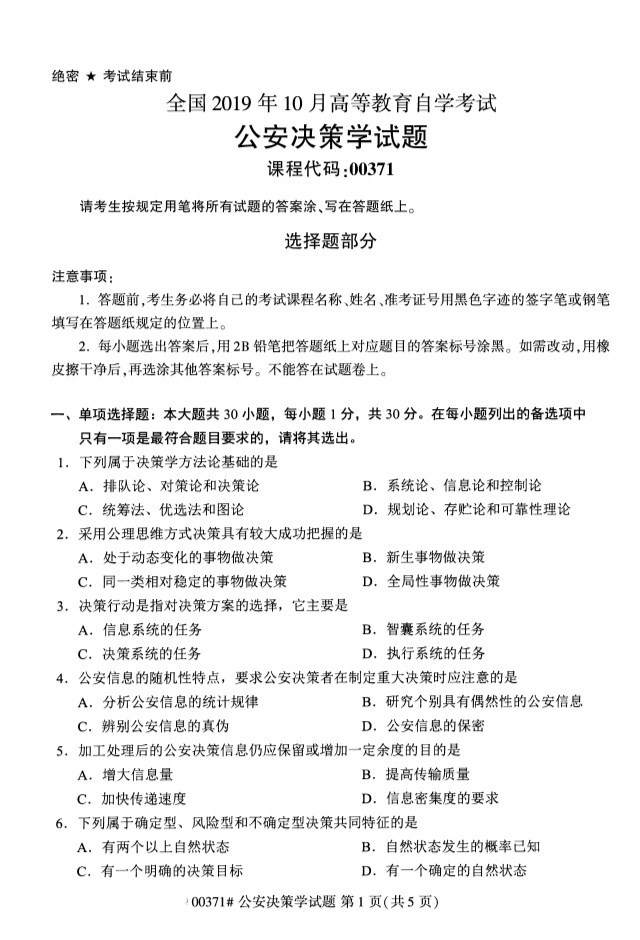 绝密 ★ 考试结束前
全国 2019 年 10 月高等教育自学考试
公安决策学试题
课程代码:00371
请考生按规定用笔将所有试题的答案涂、写在答题纸上。
选择题部分
注意事项:
1. 答题前,考生务必将自己的考试课程名称、姓名、准考证号用黑色字迹的签字笔或钢笔
填写在答题纸规定的位置上。
2. 每小题选出答案后,用 2B 铅笔把答题纸上对应题目的答案标号涂黑。如需改动,用橡
皮擦干净后,再选涂其他答案标号。不能答在试题卷上。
一、单项选择题：本大题共 30 小题，每小题 1 分，共 30 分。在每小题列出的备选项中
只有一项是最符合题目要求的，请将其选出。
1．下列属于决策学方法论基础的是
A．排队论、对策论和决策论 B．系统论、信息论和控制论
C．统筹法、优选法和图论 D．规划论、存贮论和可靠性理论
2．采用公理思维方式决策具有较大成功把握的是
A．处于动态变化的事物做决策 B．新生事物做决策
C．同一类相对稳定的事物做决策 D．全局性事物做决策
3．决策行动是指对决策方案的选择，它主要是
A．信息系统的任务 B．智囊系统的任务
C．决策系统的任务 D．执行系统的任务
4．公安信息的随机性特点，要求公安决策者在制定重大决策时应注意的是
A．分析公安信息的统计规律 B．研究个别具有偶然性的公安信息
C．辨别公安信息的真伪 D．公安信息的保密
5．加工处理后的公安决策信息仍应保留或增加一定余度的目的是
A．增大信息量 B．提高传输质量
C．加快传递速度 D．信息密集度的要求
6．下列属于确定型、风险型和不确定型决策共同特征的是
A．有两个以上自然状态 B．自然状态发生的概率已知
C．有一个明确的决策目标 D．有一个确定的自然状态
00371# 公安决策学试题 第 1 页(共 5 页)